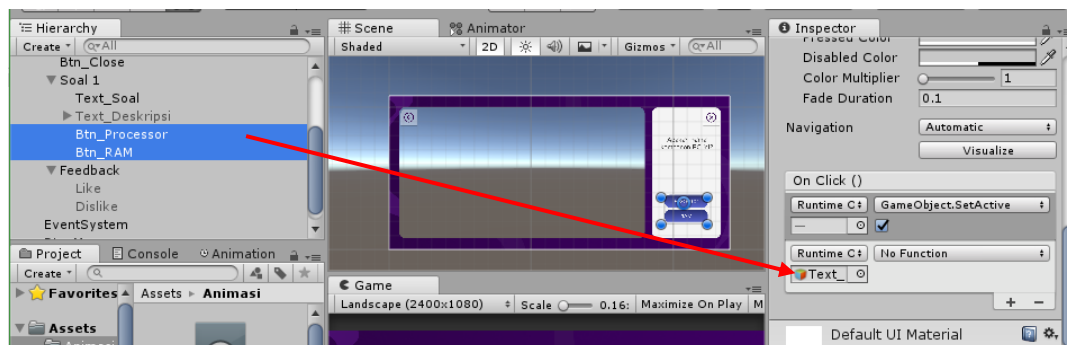 Hierarchy
Create
All
Btn_Close
Soal 1
Text_Soal
Text_Deskripsi
Btn_Processor
Btn_RAM
Feedback
Like
Dislike
EventSystem
Project
Console
Animation
Create
Favorites
Assets
Animasi
Assets
Scene
Animator
Shaded
2D
Gizmos
All
RAM
Game
Landscape (2400x1080)
Scale
0.16:
Maximize On Play
M
Inspector
Pressed Color
Disabled Color
Color Multiplier
1
Fade Duration
0.1
Navigation
Automatic
Visualize
On Click ()
Runtime C
GameObject.SetActive
—
Runtime C
No Function
Text_
+ −
Default UI Material